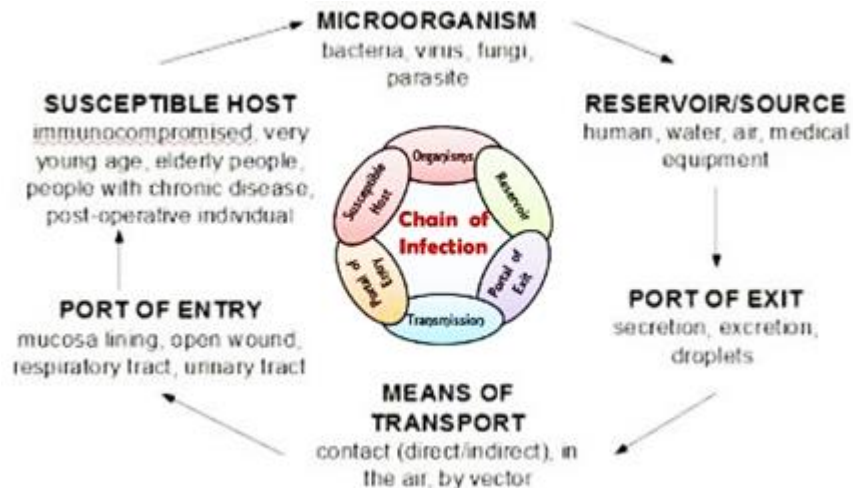 MICROORGANISM
bacteria, virus, fungi,
parasite
RESERVOIR/SOURCE
human, water, air, medical
equipment
PORT OF EXIT
secretion, excretion,
droplets
MEANS OF
TRANSPORT
contact (direct/indirect), in
the air, by vector
PORT OF ENTRY
mucosa lining, open wound,
respiratory tract, urinary tract
SUSCEPTIBLE HOST
immunocompromised, very
young age, elderly people,
people with chronic disease,
post-operative individual
Chain of
Infection
Organisms
Reservoir
Portal of
Exit
Transmission
Portal of
Entry
Susceptible
Host